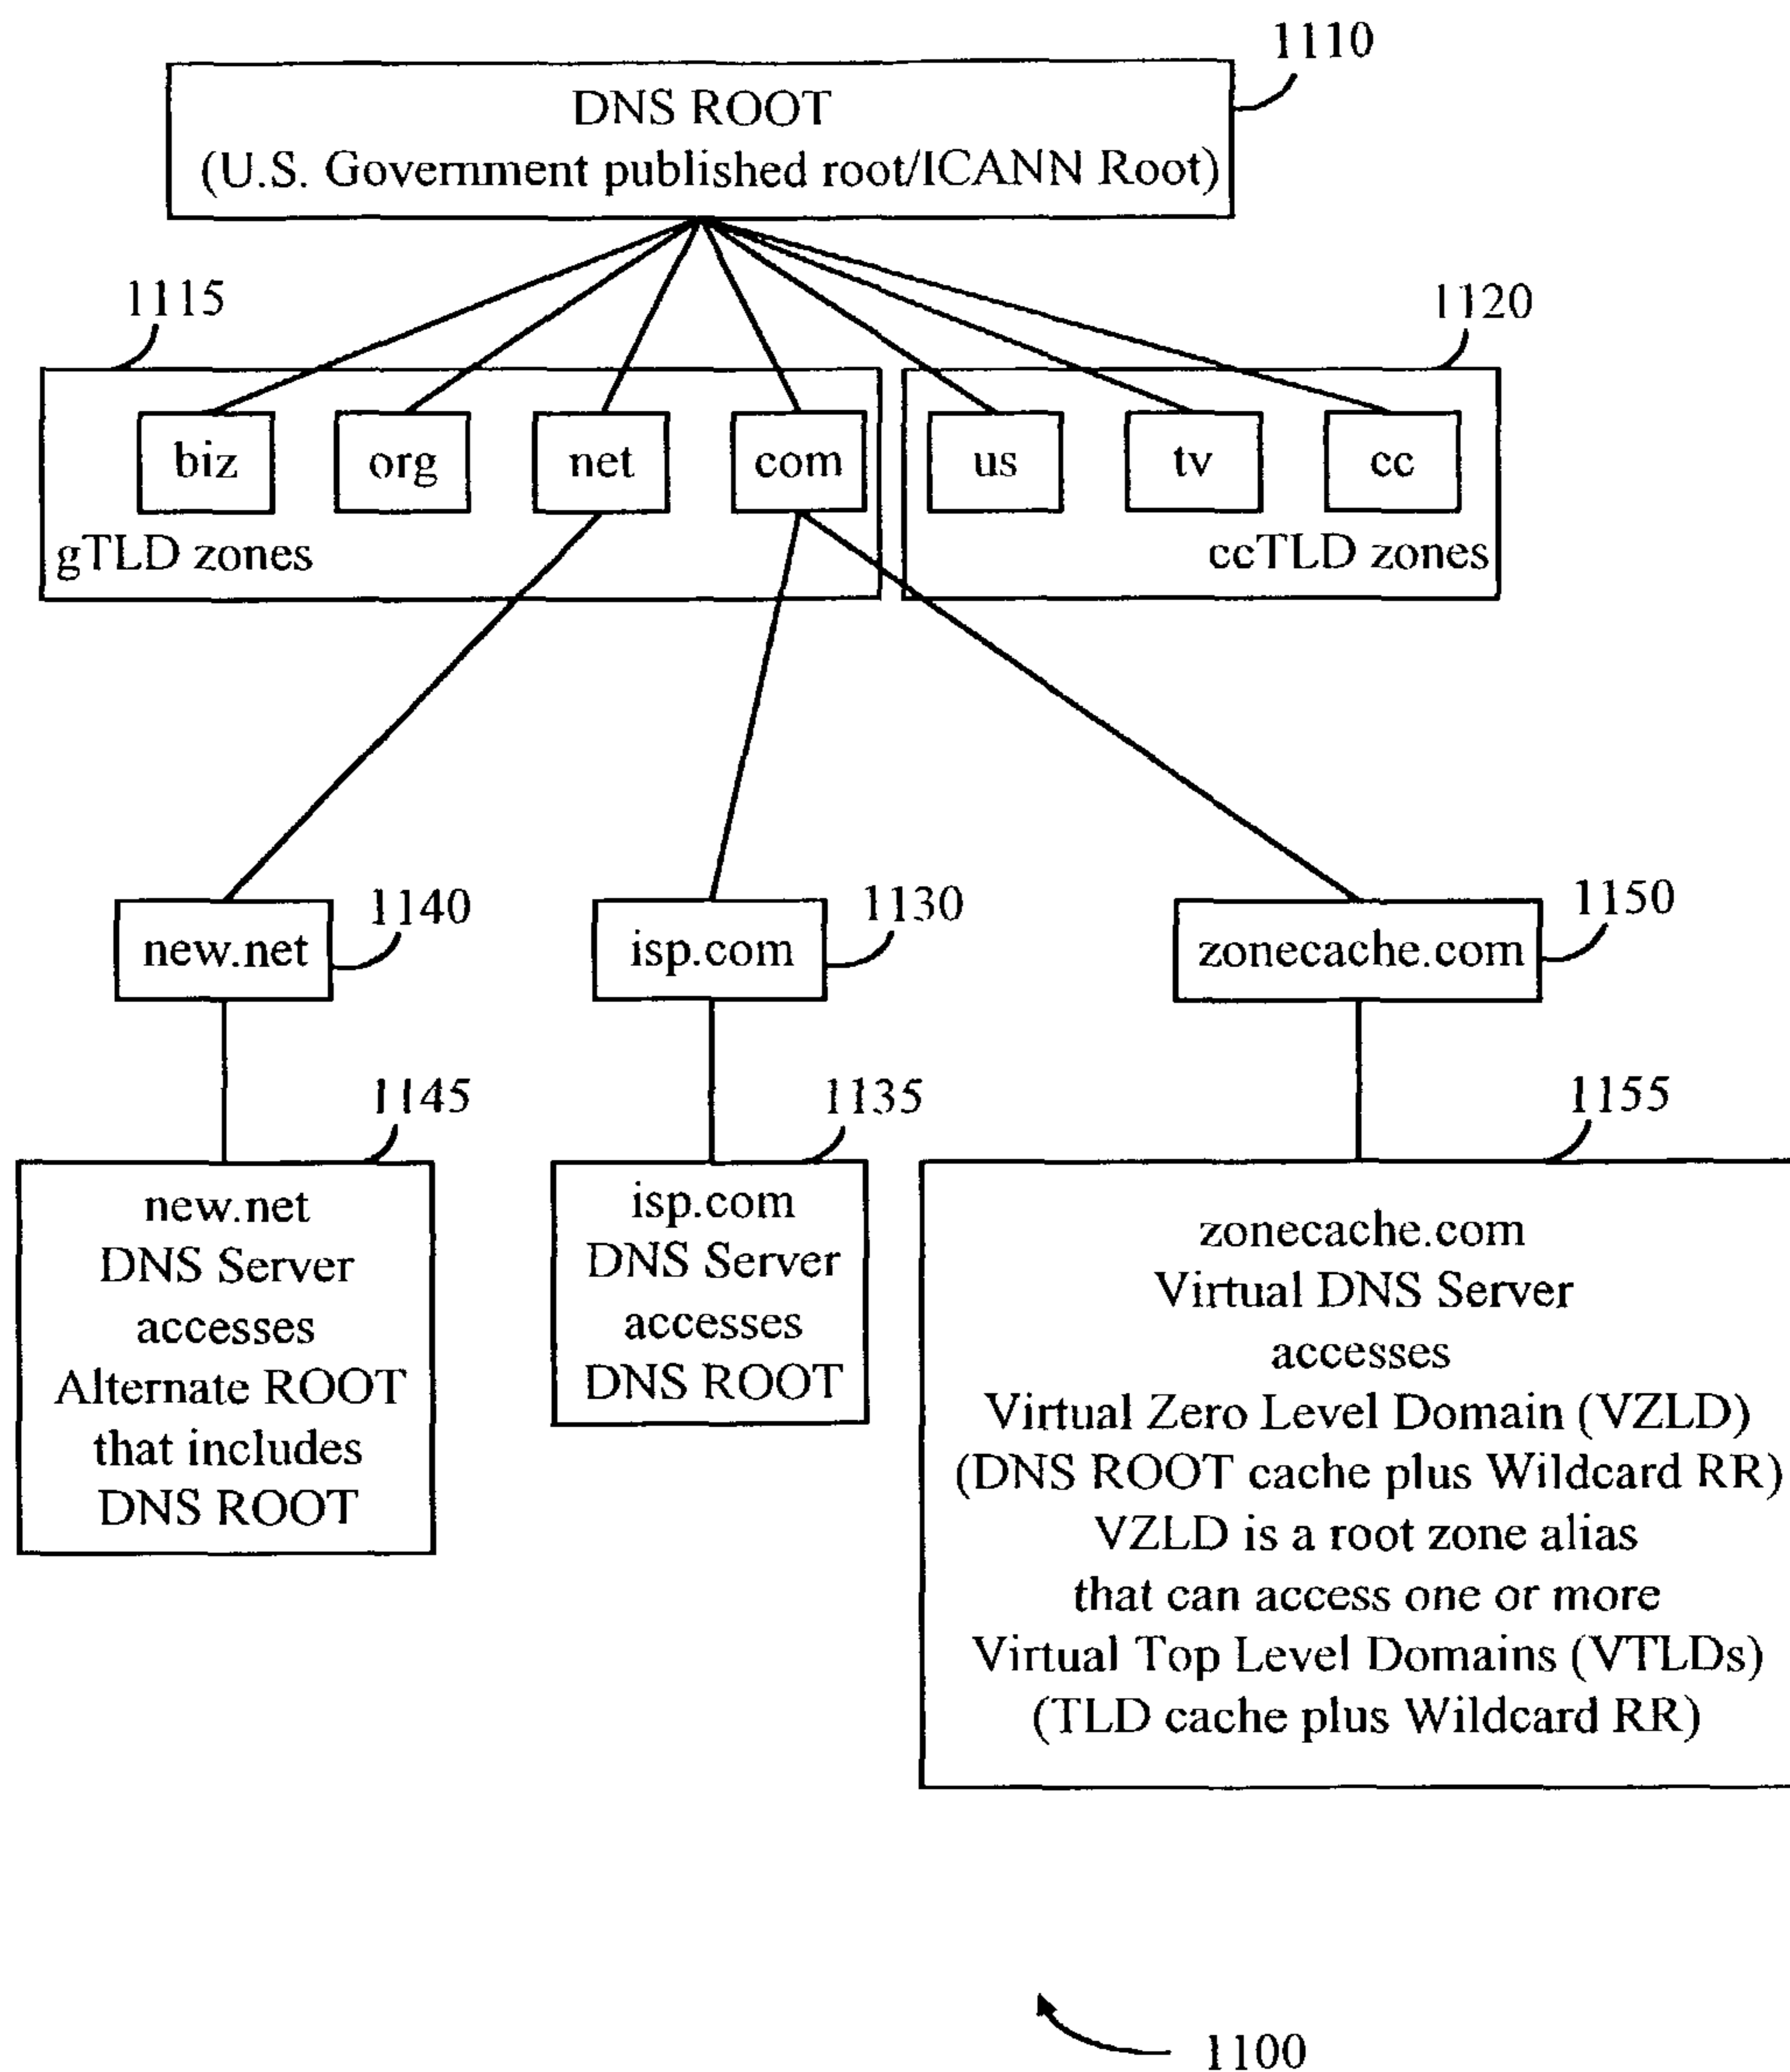 1110
DNS ROOT
(U.S. Government published root/ICANN Root)
1115
1120
biz
org
net
com
us
tv
cc
gTLD zones
ccTLD zones
1140
1130
1150
new.net
isp.com
zonecache.com
1145
1135
1155
new.net
DNS Server
accesses
Alternate ROOT
that includes
DNS ROOT
isp.com
DNS Server
accesses
DNS ROOT
zonecache.com
Virtual DNS Server
accesses
Virtual Zero Level Domain (VZLD)
(DNS ROOT cache plus Wildcard RR)
VZLD is a root zone alias
that can access one or more
Virtual Top Level Domains (VTLDs)
(TLD cache plus Wildcard RR)
1100